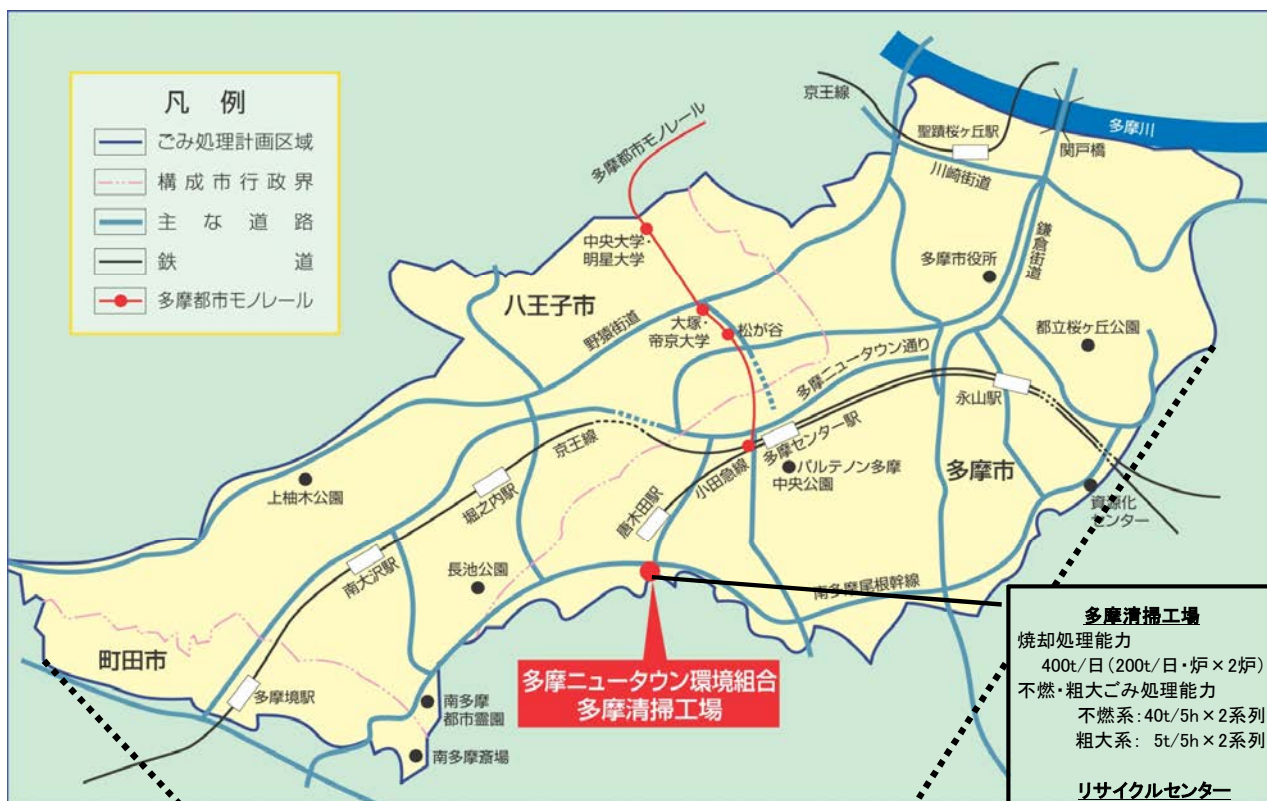 凡例
ごみ処理計画区域
構成市行政界
主な道路
鉄道
多摩都市モノレール
多摩都市モノレール
京王線
聖蹟桜ヶ丘駅
多摩川
関戸橋
川崎街道
鎌倉街道
中央大学・
明星大学
多摩市役所
八王子市
野猿街道
大塚・
帝京大学
松が谷
都立桜ケ丘公園
多摩ニュータウン通り
永山駅
京王線
多摩センター駅
小田急線
パルテノン多摩
中央公園
多摩市
上柚木公園
堀之内駅
唐木田駅
資源化
センター
南大沢駅
長池公園
南多摩尾根幹線
町田市
多摩境駅
南多摩
都市霊園
南多摩斎場
多摩ニュータウン環境組合
多摩清掃工場
多摩清掃工場
焼却処理能力
400t/日(200t/日・炉×2炉)
不燃・粗大ごみ処理能力
不燃系:40t/5h×2系列
粗大系: 5t/5h×2系列
リサイクルセンター